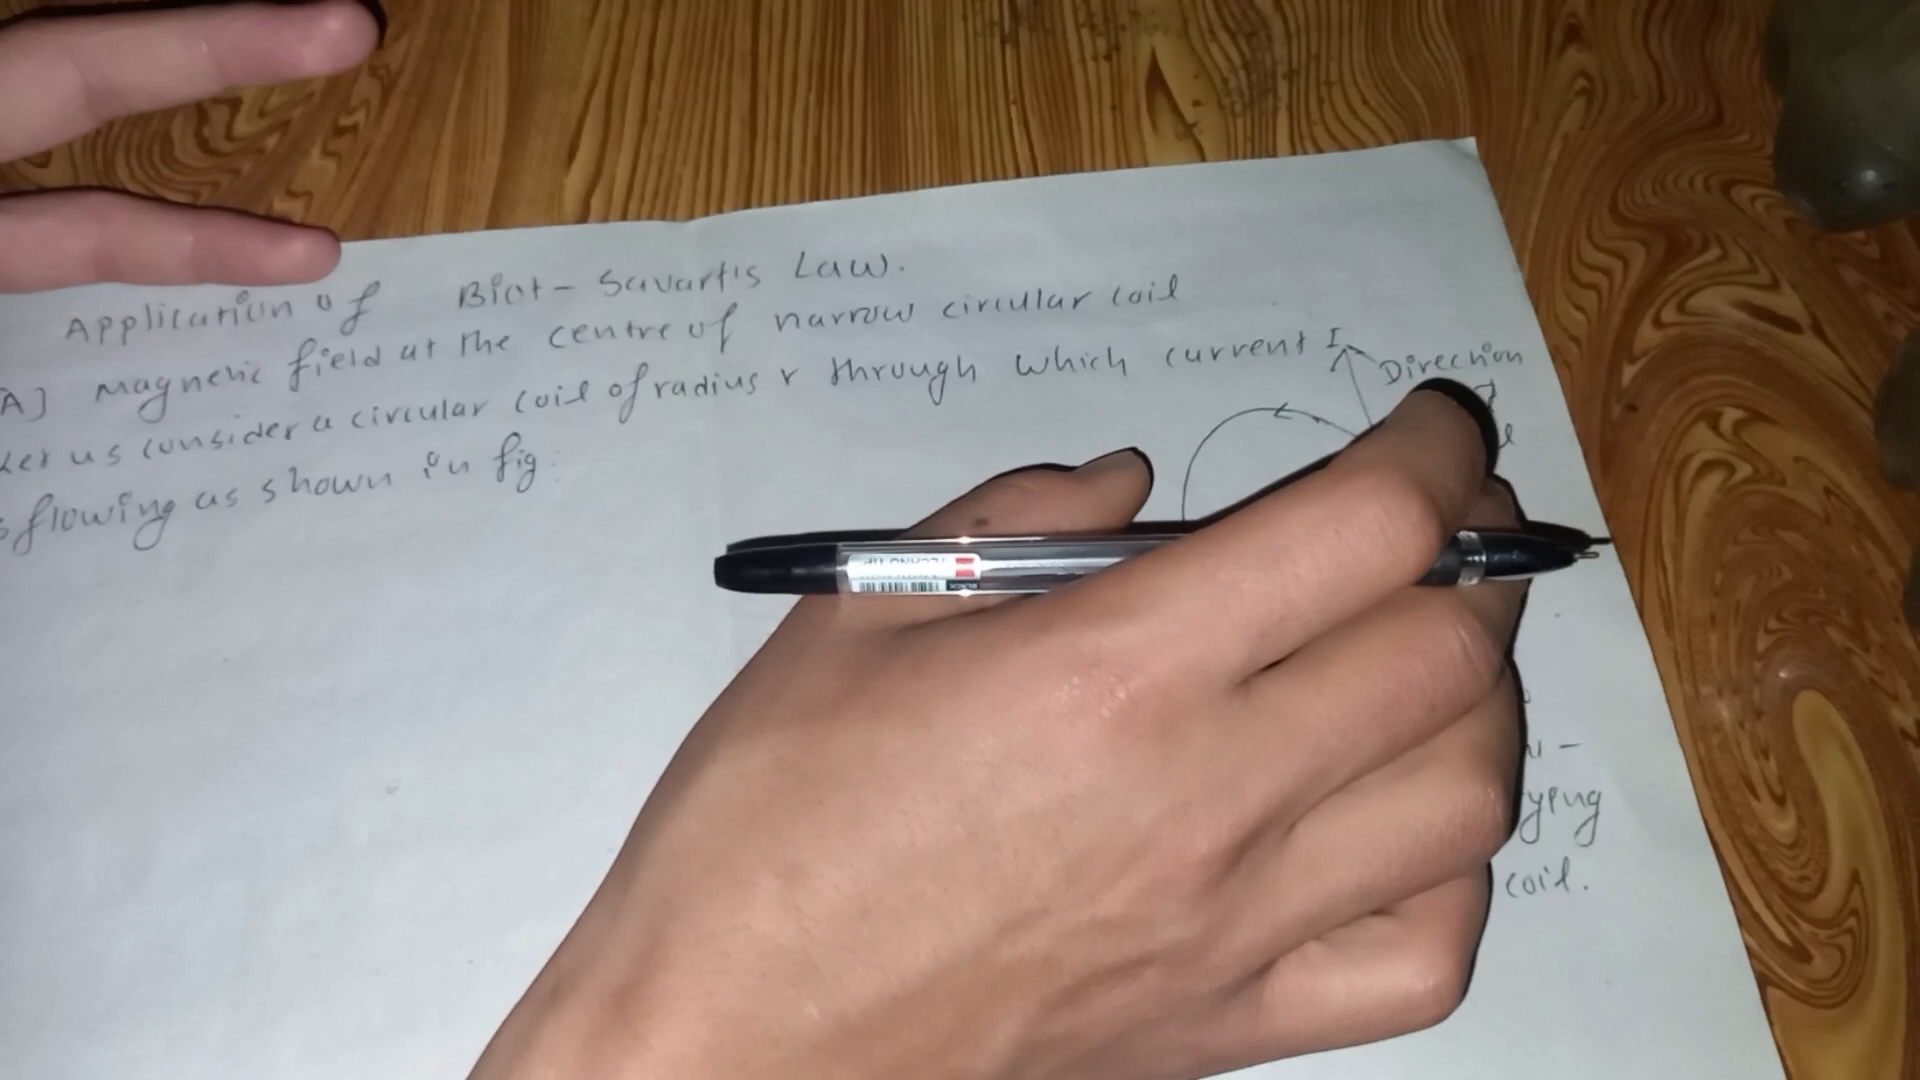 Application of Biot - Savart's Law.
A] Magnetic field at the centre of narrow circular coil
Let us consider a circular coil of radius r through which current I
s flowing as shown in fig:
Direction
coil.